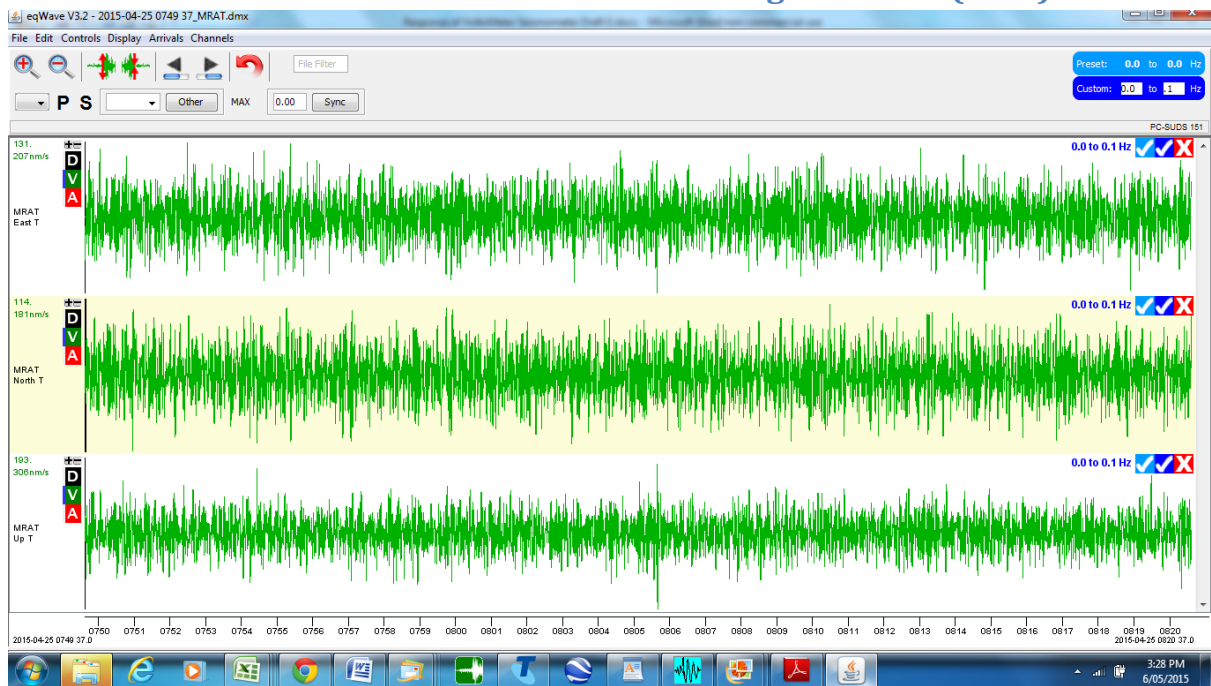 eqWave V3.2 - 2015-04-25 0749 37_MRAT.dmx
File Edit Controls Display Arrivals Channels
File Filter
Preset: 0.0 to 0.0 Hz
Custom: 0.0 to .1 Hz
P S Other MAX 0.00 Sync
PC-SUDS 151
131.
207nm/s
D
V
A
MRAT
East T
0.0 to 0.1 Hz
114.
181nm/s
D
V
A
MRAT
North T
0.0 to 0.1 Hz
193.
306nm/s
D
V
A
MRAT
Up T
0.0 to 0.1 Hz
0750 0751 0752 0753 0754 0755 0756 0757 0758 0759 0800 0801 0802 0803 0804 0805 0806 0807 0808 0809 0810 0811 0812 0813 0814 0815 0816 0817 0818 0819 0820
2015-04-25 0749 37.0
2015-04-25 0820 37.0
3:28 PM
6/05/2015